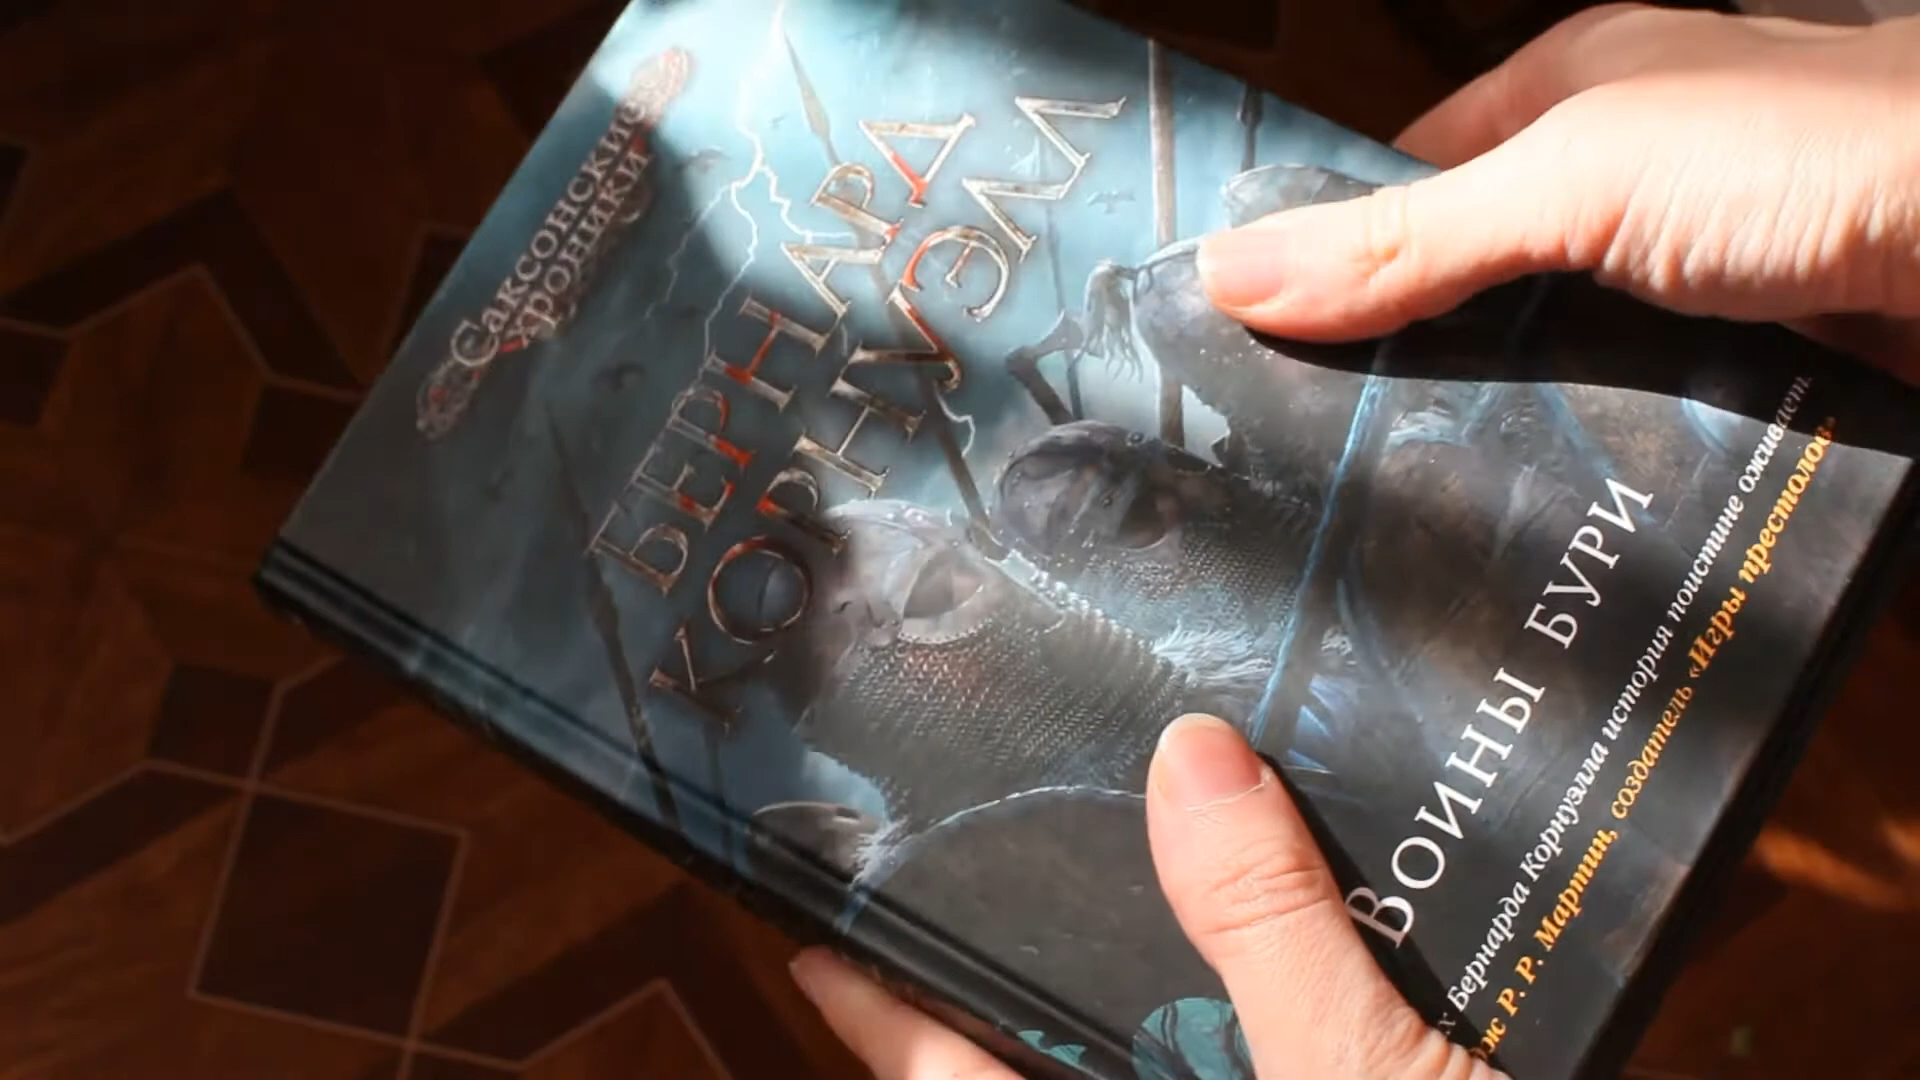 Саксонские
хроники
БЕРНАРД
КОРНУЭЛЛ
ВОИНЫ БУРИ
Бернарда Корнуэлла история поистине оживает.
Р. Р. Мартин, создатель «Игры престолов»